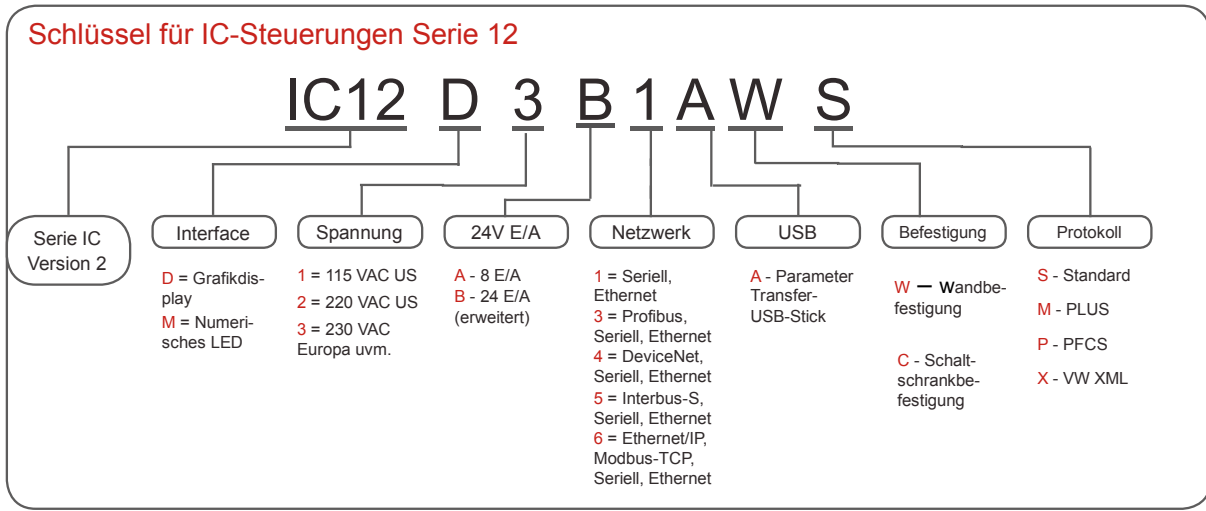 Schlüssel für IC-Steuerungen Serie 12
IC12 D 3 B 1 A W S
Serie IC
Version 2
Interface
D = Grafikdis-
play
M = Numeri-
sches LED
Spannung
1 = 115 VAC US
2 = 220 VAC US
3 = 230 VAC
Europa uvm.
24V E/A
A - 8 E/A
B - 24 E/A
(erweitert)
Netzwerk
1 = Seriell,
Ethernet
3 = Profibus,
Seriell, Ethernet
4 = DeviceNet,
Seriell, Ethernet
5 = Interbus-S,
Seriell, Ethernet
6 = Ethernet/IP,
Modbus-TCP,
Seriell, Ethernet
USB
A - Parameter
Transfer-
USB-Stick
Befestigung
W – Wandbe-
festigung
C - Schalt-
schrankbe-
festigung
Protokoll
S - Standard
M - PLUS
P - PFCS
X - VW XML